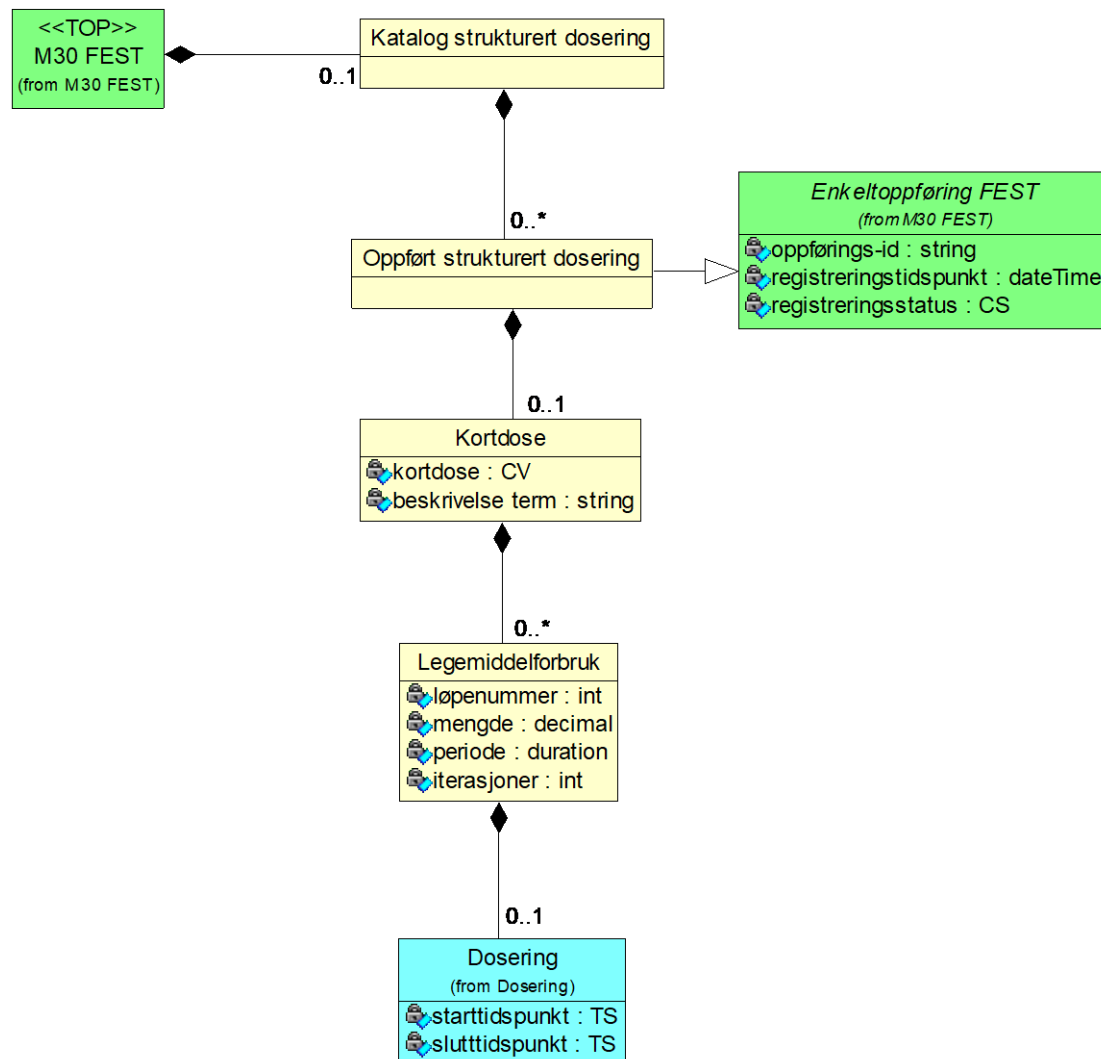 <<TOP>>
M30 FEST
(from M30 FEST)
Katalog strukturert dosering
0..1
0..*
Enkeltoppføring FEST
(from M30 FEST)
oppførings-id : string
registreringstidspunkt : dateTime
registreringsstatus : CS
Oppført strukturert dosering
0..1
Kortdose
kortdose : CV
beskrivelse term : string
0..*
Legemiddelforbruk
løpenummer : int
mengde : decimal
periode : duration
iterasjoner : int
0..1
Dosering
(from Dosering)
starttidspunkt : TS
slutttidspunkt : TS